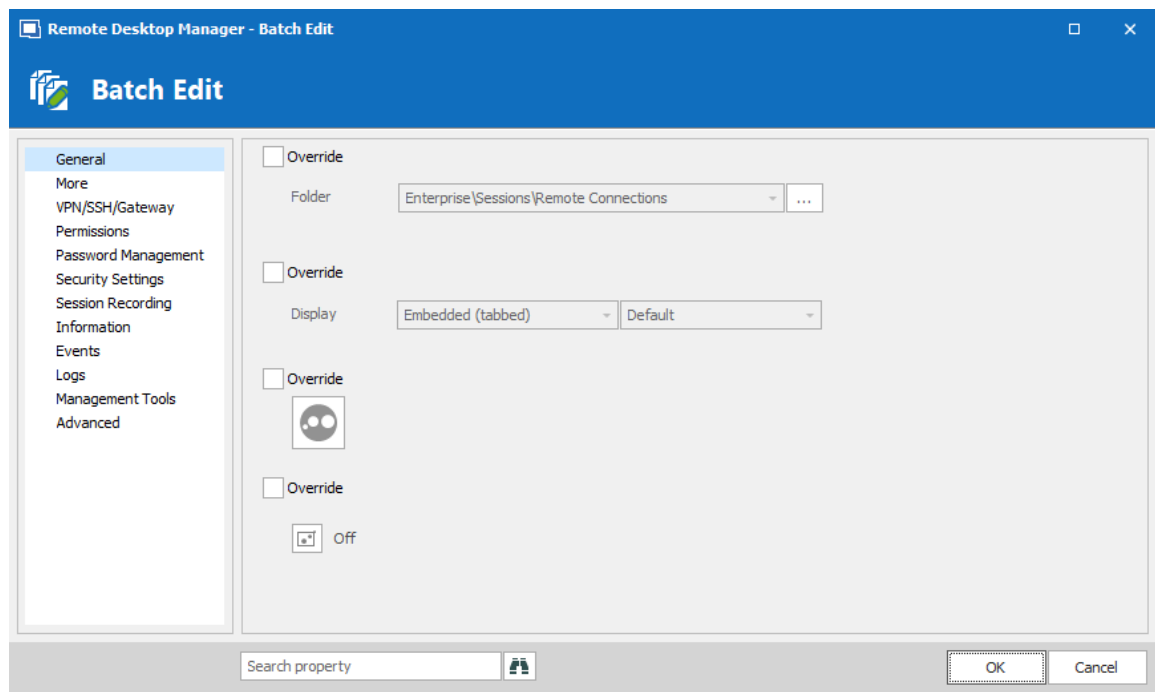 Remote Desktop Manager - Batch Edit
Batch Edit
General
More
VPN/SSH/Gateway
Permissions
Password Management
Security Settings
Session Recording
Information
Events
Logs
Management Tools
Advanced
Override
Folder Enterprise\Sessions\Remote Connections ...
Override
Display Embedded (tabbed) Default
Override
Override
Off
Search property OK Cancel